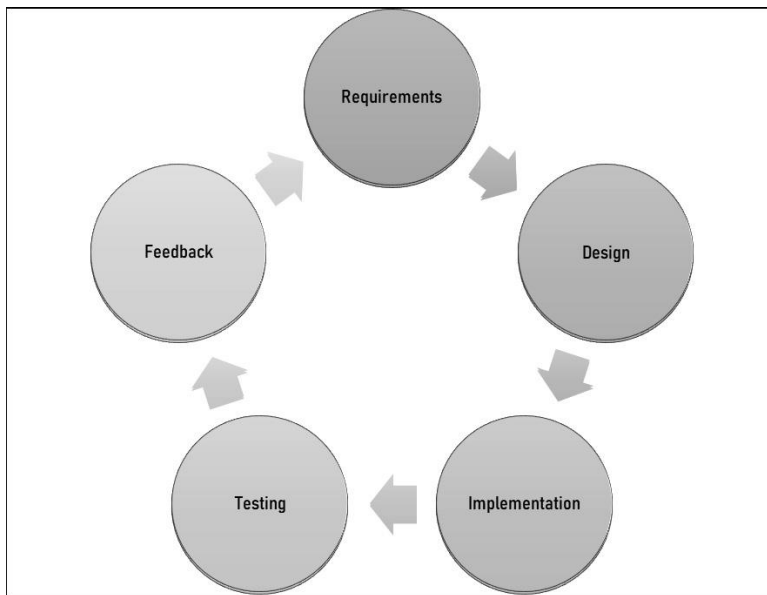 Requirements
Design
Implementation
Testing
Feedback